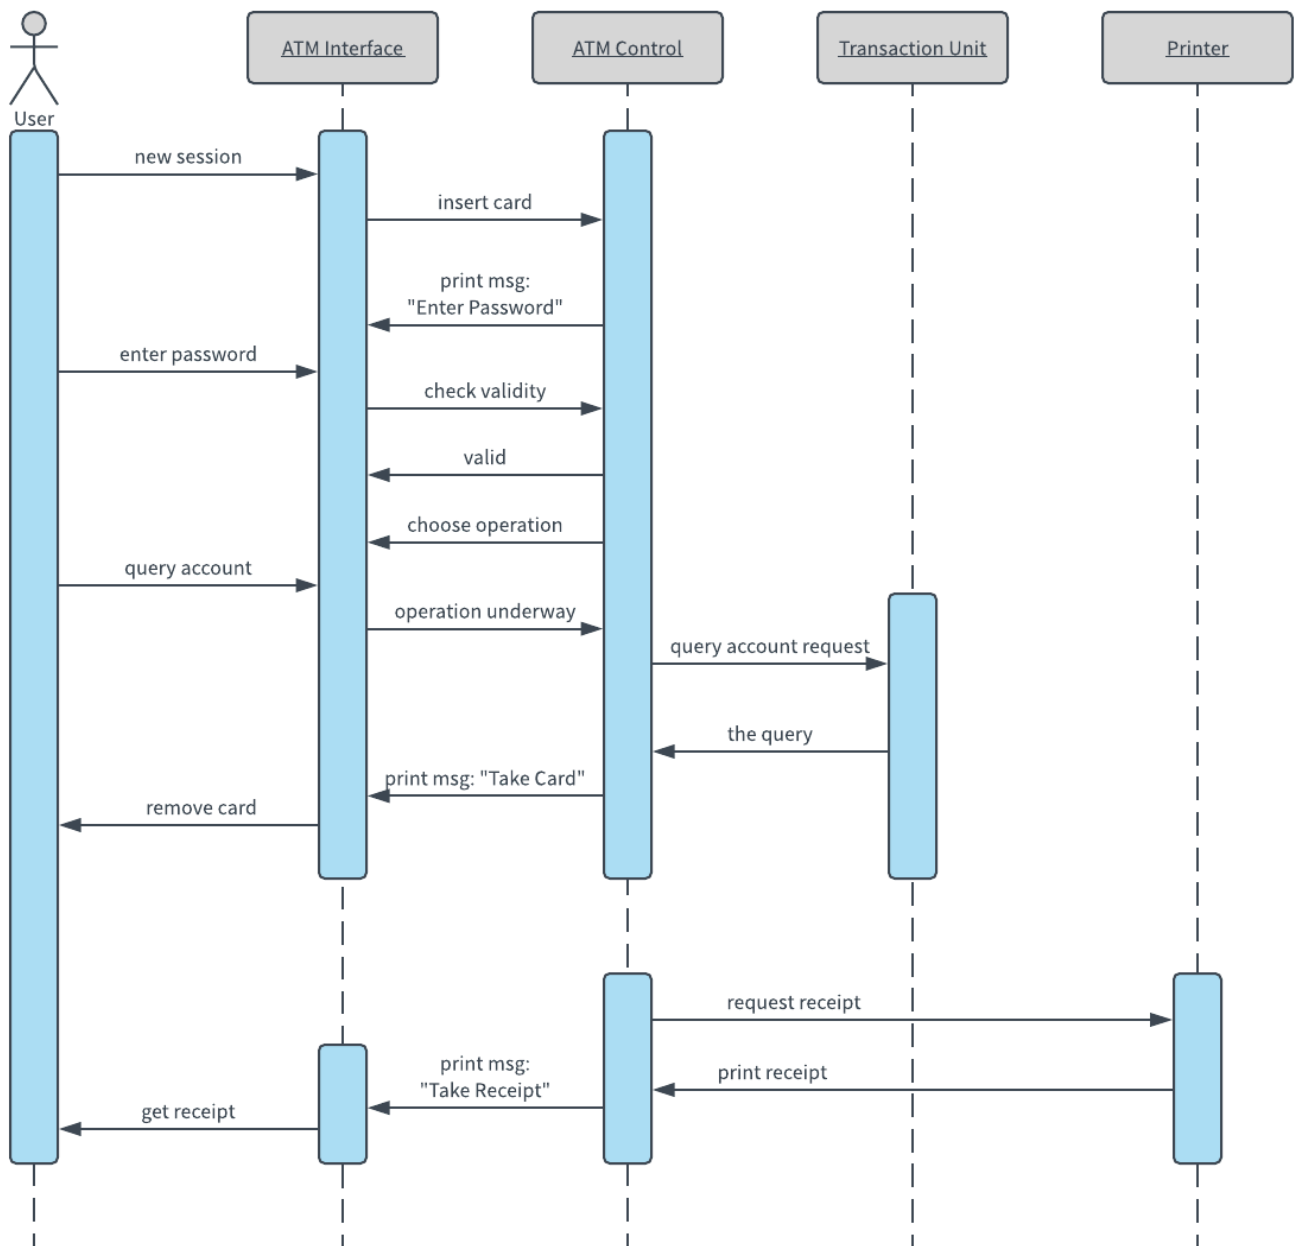 ATM Interface
ATM Control
Transaction Unit
Printer
User
new session
insert card
print msg:
"Enter Password"
enter password
check validity
valid
choose operation
query account
operation underway
query account request
the query
print msg: "Take Card"
remove card
request receipt
print msg:
"Take Receipt"
print receipt
get receipt